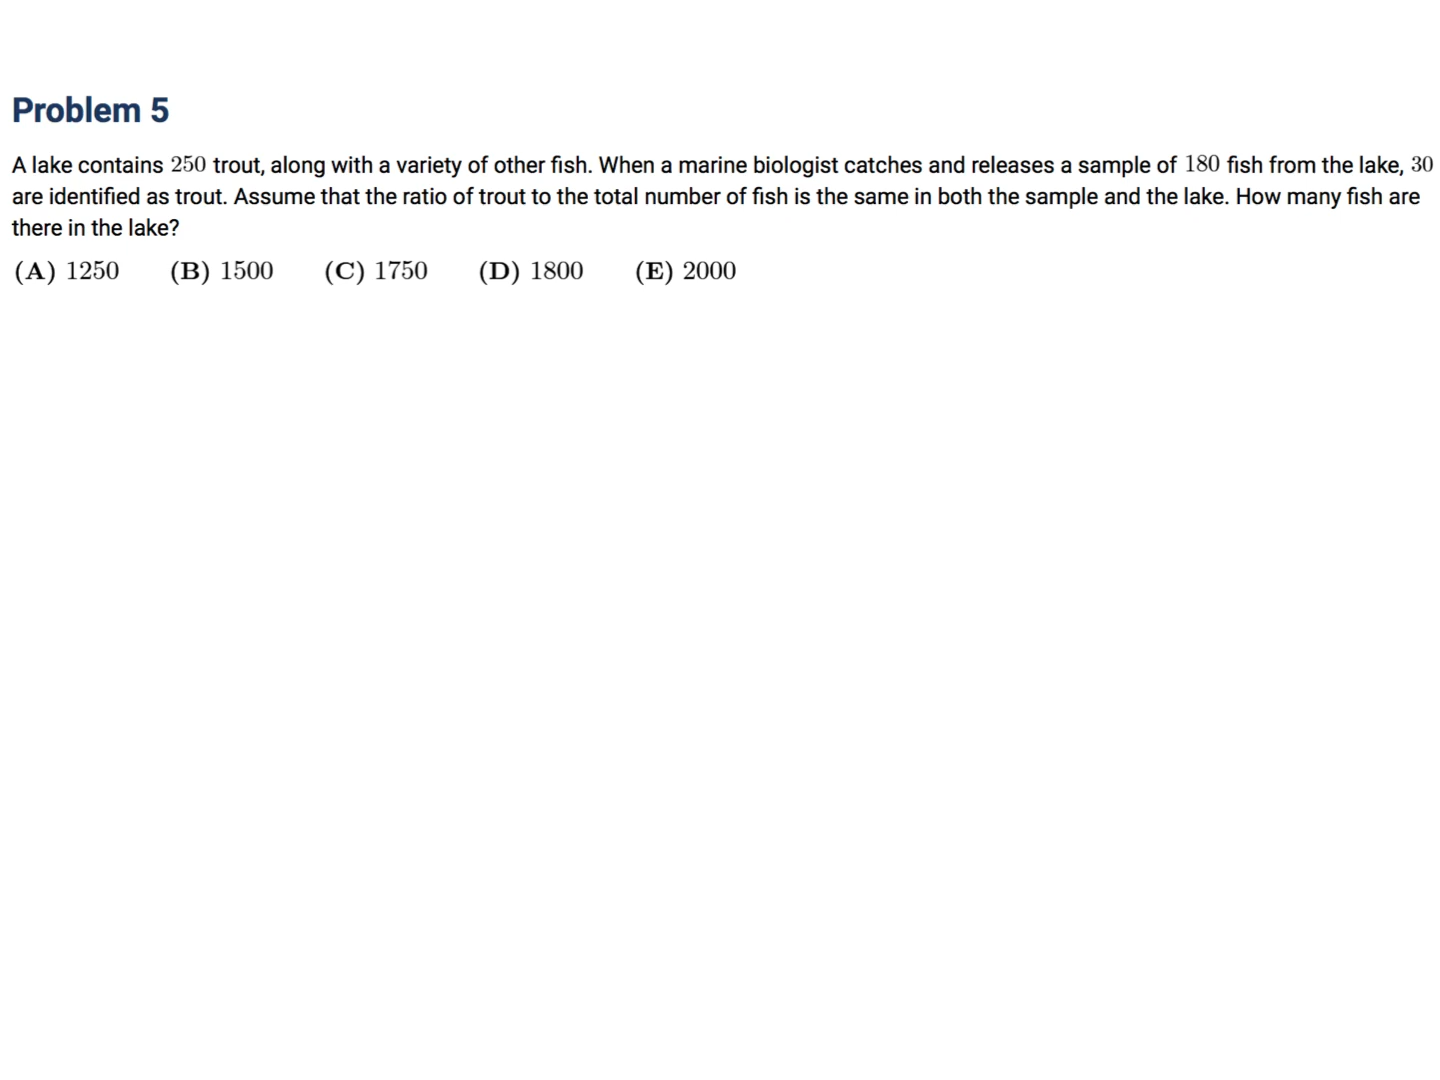 Problem 5
A lake contains 250 trout, along with a variety of other fish. When a marine biologist catches and releases a sample of 180 fish from the lake, 30
are identified as trout. Assume that the ratio of trout to the total number of fish is the same in both the sample and the lake. How many fish are
there in the lake?
(A) 1250 (B) 1500 (C) 1750 (D) 1800 (E) 2000